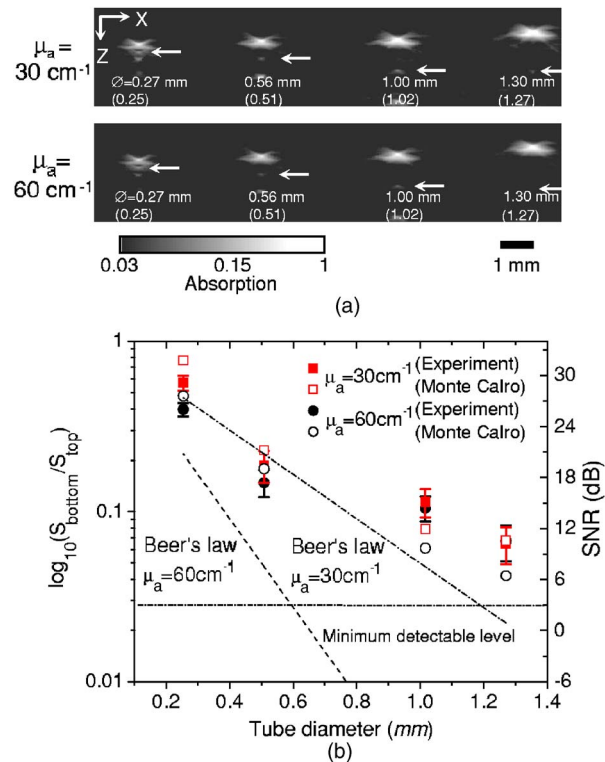 X
Z
μa=
30 cm-1
Ø=0.27 mm 0.56 mm 1.00 mm 1.30 mm
(0.25) (0.51) (1.02) (1.27)
μa=
60 cm-1
Ø=0.27 mm 0.56 mm 1.00 mm 1.30 mm
(0.25) (0.51) (1.02) (1.27)
0.03 0.15 1
Absorption
1 mm
(a)
log10(Sbottom/Stop)
1
0.1
0.01
μa=30cm-1 (Experiment)
(Monte Calro)
μa=60cm-1 (Experiment)
(Monte Calro)
Beer's law
μa=60cm-1
Beer's law
μa=30cm-1
Minimum detectable level
30
24
18
12
6
0
-6
SNR (dB)
0.2 0.4 0.6 0.8 1.0 1.2 1.4
Tube diameter (mm)
(b)